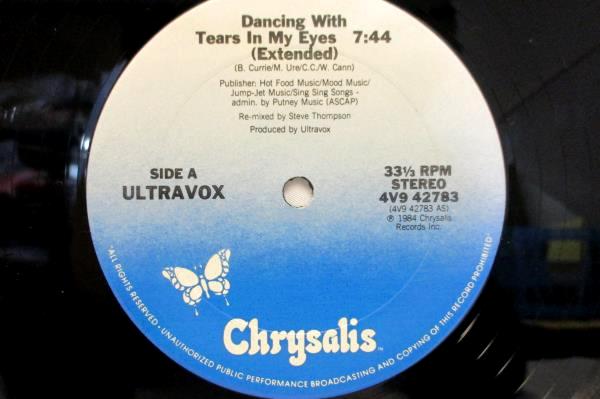 Dancing With
Tears In My Eyes 7:44
(Extended)
(B. Currie/M. Ure/C.C./W. Cann)
Publisher: Hot Food Music/Mood Music/
Jump-Jet Music/Sing Sing Songs -
admin. by Putney Music (ASCAP)
Re-mixed by Steve Thompson
Produced by Ultravox
SIDE A
ULTRAVOX
33⅓ RPM
STEREO
4V9 42783
(4V9 42783 AS)
℗ 1984 Chrysalis
Records Inc.
Chrysalis™
*ALL RIGHTS RESERVED - UNAUTHORIZED PUBLIC PERFORMANCE BROADCASTING AND COPYING OF THIS RECORD PROHIBITED*